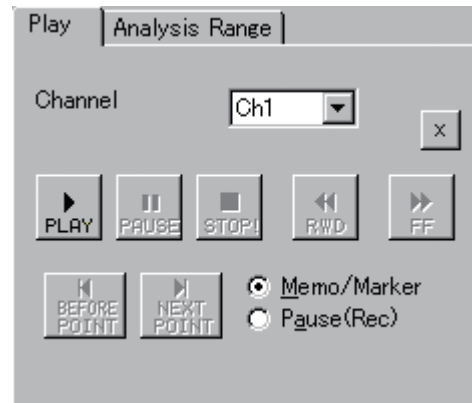 Play Analysis Range
Channel Ch1
x
PLAY PAUSE STOP! RWD FF
BEFORE POINT NEXT POINT
Memo/Marker
Pause(Rec)